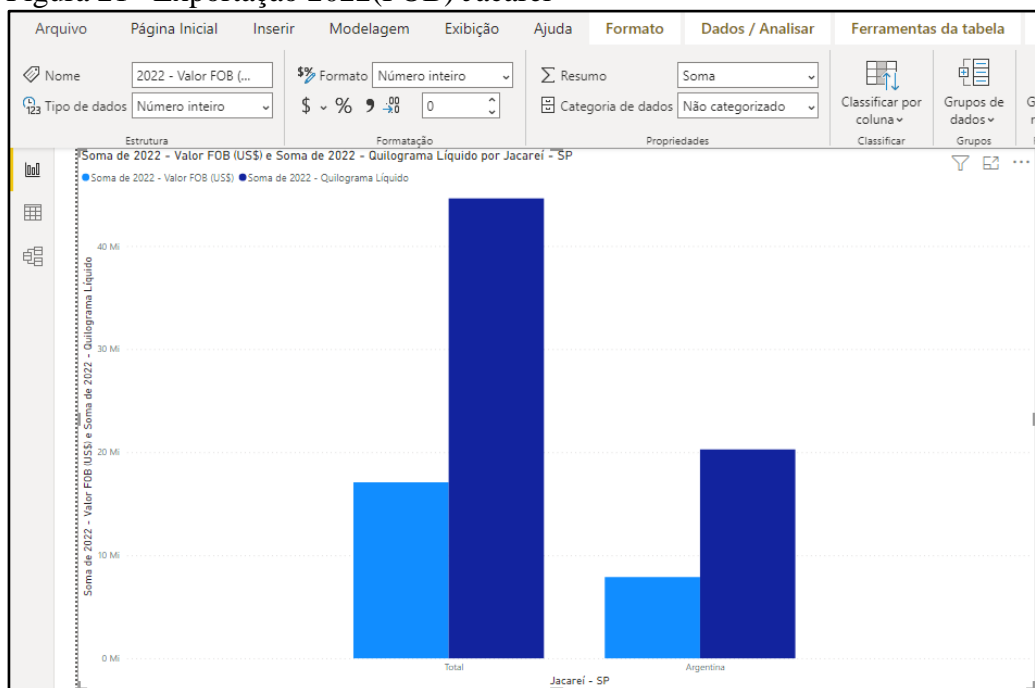 Figura 21 - Exportação 2022(FOB) Jacareí
Arquivo Página Inicial Inserir Modelagem Exibição Ajuda Formato Dados / Analisar Ferramentas da tabela
Nome 2022 - Valor FOB (... $% Formato Número inteiro Resumo Soma
Tipo de dados Número inteiro $ % 9 .00 0 Categoria de dados Não categorizado
Classificar por coluna
Grupos de dados
Estrutura Formatação Propriedades Classificar Grupos
Soma de 2022 - Valor FOB (US$) e Soma de 2022 - Quilograma Líquido por Jacareí - SP
Soma de 2022 - Valor FOB (US$) Soma de 2022 - Quilograma Líquido
Soma de 2022 - Valor FOB (US$) e Soma de 2022 - Quilograma Líquido
40 Mi
30 Mi
20 Mi
10 Mi
0 Mi
Total Argentina
Jacareí - SP